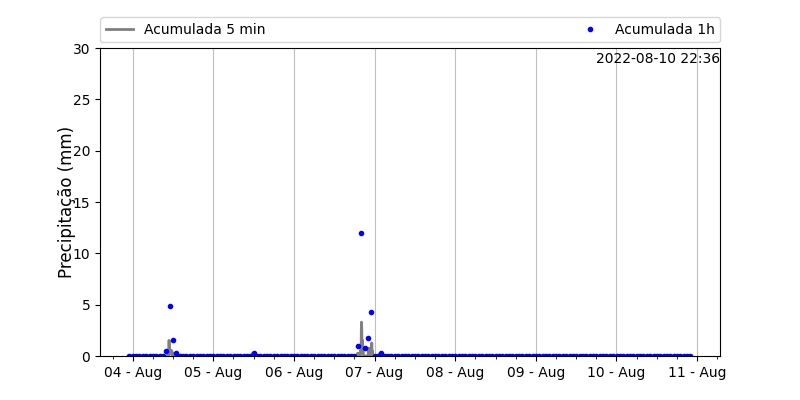 Acumulada 5 min
Acumulada 1h
2022-08-10 22:36
Precipitação (mm)
30
25
20
15
10
5
0
04 - Aug
05 - Aug
06 - Aug
07 - Aug
08 - Aug
09 - Aug
10 - Aug
11 - Aug